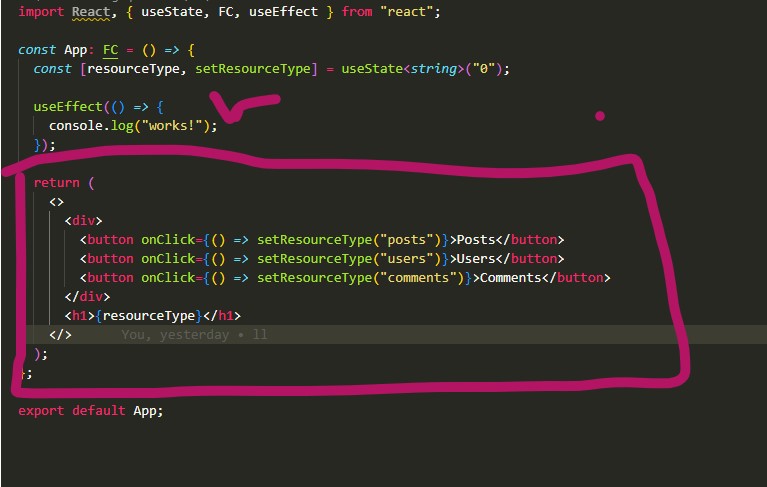 import React, { useState, FC, useEffect } from "react";
const App: FC = () => {
const [resourceType, setResourceType] = useState<string>("0");
useEffect(() => {
console.log("works!");
});
return (
<>
<div>
<button onClick={() => setResourceType("posts")}>Posts</button>
<button onClick={() => setResourceType("users")}>Users</button>
<button onClick={() => setResourceType("comments")}>Comments</button>
</div>
<h1>{resourceType}</h1>
</> You, yesterday • ll
);
};
export default App;